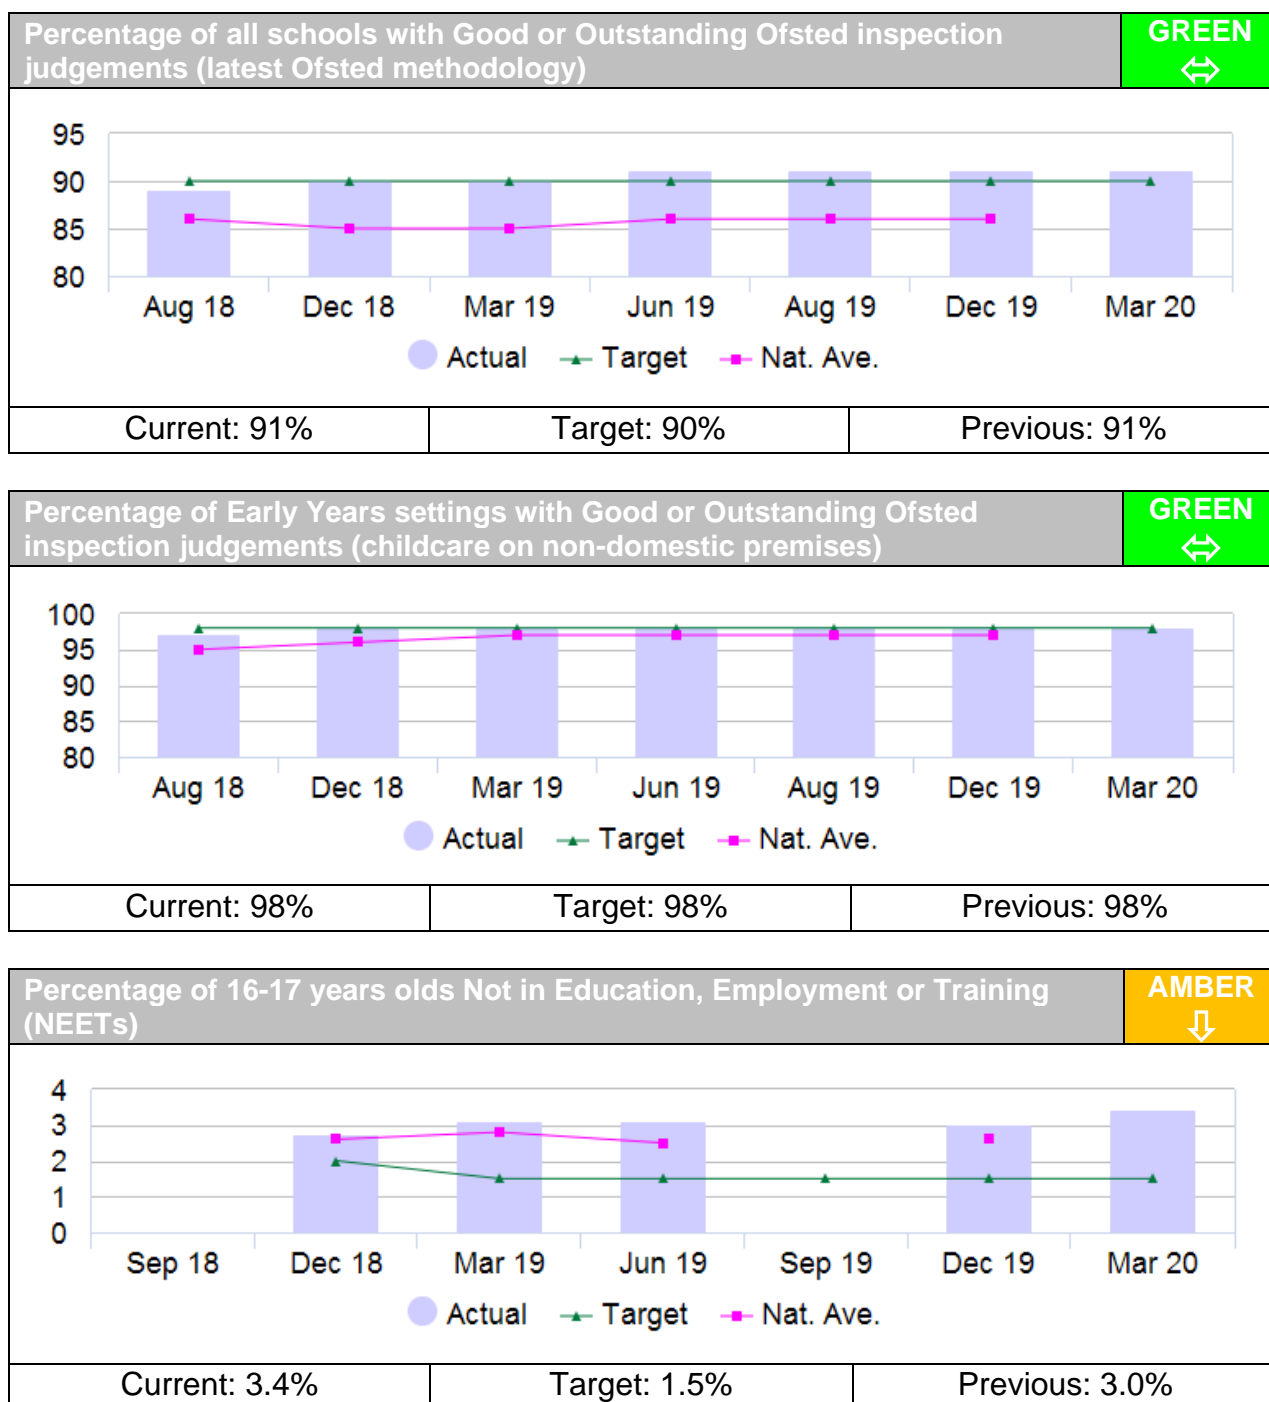 Percentage of all schools with Good or Outstanding Ofsted inspection
judgements (latest Ofsted methodology)
GREEN
⬄
95
90
85
80
Aug 18 Dec 18 Mar 19 Jun 19 Aug 19 Dec 19 Mar 20
Actual Target Nat. Ave.
Current: 91% Target: 90% Previous: 91%
Percentage of Early Years settings with Good or Outstanding Ofsted
inspection judgements (childcare on non-domestic premises)
GREEN
⬄
100
95
90
85
80
Aug 18 Dec 18 Mar 19 Jun 19 Aug 19 Dec 19 Mar 20
Actual Target Nat. Ave.
Current: 98% Target: 98% Previous: 98%
Percentage of 16-17 years olds Not in Education, Employment or Training
(NEETs)
AMBER
⇩
4
3
2
1
0
Sep 18 Dec 18 Mar 19 Jun 19 Sep 19 Dec 19 Mar 20
Actual Target Nat. Ave.
Current: 3.4% Target: 1.5% Previous: 3.0%